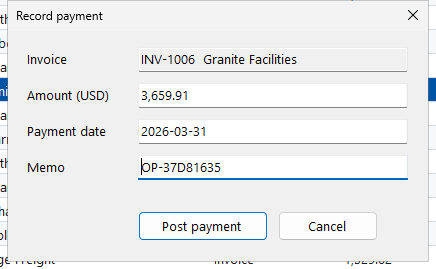 Record payment
Invoice INV-1006 Granite Facilities
Amount (USD) 3,659.91
Payment date 2026-03-31
Memo OP-37D81635
Post payment Cancel